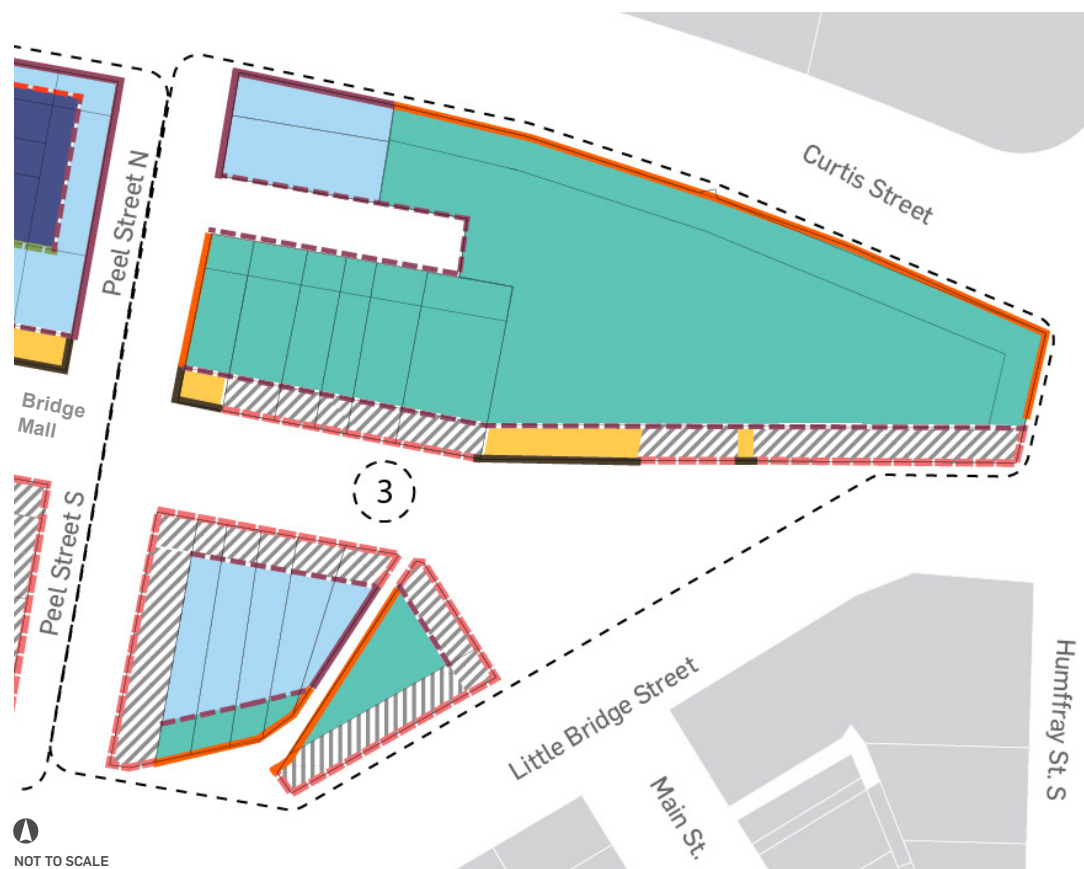 Curtis Street
Peel Street N
Bridge
Mall
3
Peel Street S
Little Bridge Street
Humffray St. S
Main St.
NOT TO SCALE